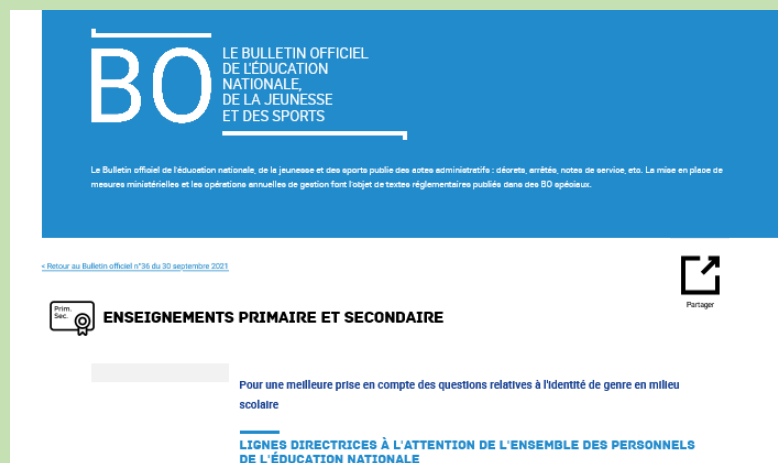 BO
LE BULLETIN OFFICIEL
DE L'ÉDUCATION
NATIONALE,
DE LA JEUNESSE
ET DES SPORTS
Le Bulletin officiel de l'éducation nationale, de la jeunesse et des sports publie des actes administratifs : décrets, arrêtés, notes de service, etc. La mise en place de
mesures ministérielles et les opérations annuelles de gestion font l'objet de textes réglementaires publiés dans des BO spéciaux.
< Retour au Bulletin officiel n°36 du 30 septembre 2021
Partager
Prim.
Sec.
ENSEIGNEMENTS PRIMAIRE ET SECONDAIRE
Pour une meilleure prise en compte des questions relatives à l'identité de genre en milieu
scolaire
LIGNES DIRECTRICES À L'ATTENTION DE L'ENSEMBLE DES PERSONNELS
DE L'ÉDUCATION NATIONALE